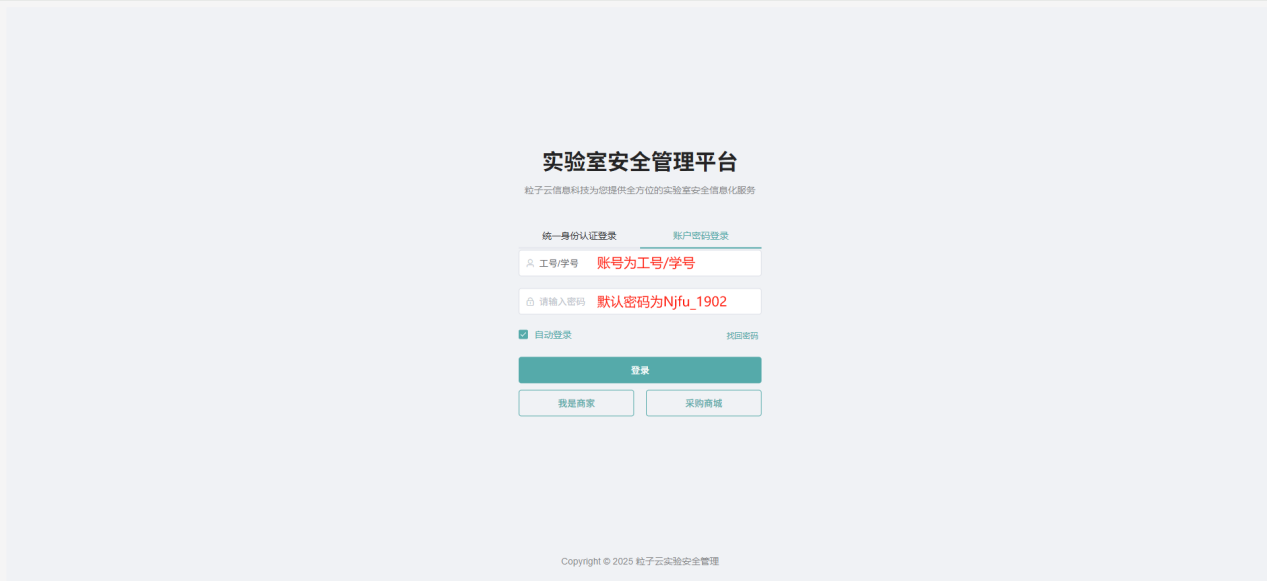 实验室安全管理平台
粒子云信息科技为您提供全方位的实验室安全信息化服务
统一身份认证登录 账户密码登录
工号/学号 账号为工号/学号
请输入密码 默认密码为Njfu_1902
自动登录 找回密码
登录
我是商家 采购商城
Copyright © 2025 粒子云实验安全管理